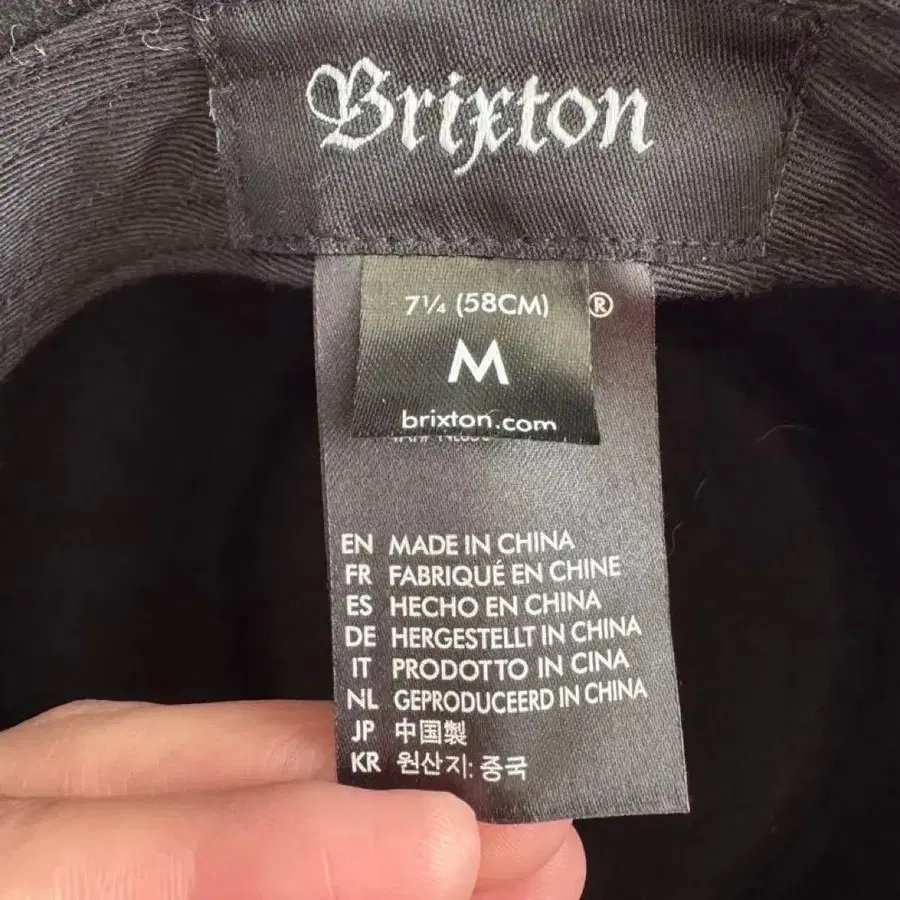 Brixton
7¼ (58CM) ®
M
brixton.com
EN MADE IN CHINA
FR FABRIQUÉ EN CHINE
ES HECHO EN CHINA
DE HERGESTELLT IN CHINA
IT PRODOTTO IN CINA
NL GEPRODUCEERD IN CHINA
JP 中国製
KR 원산지: 중국